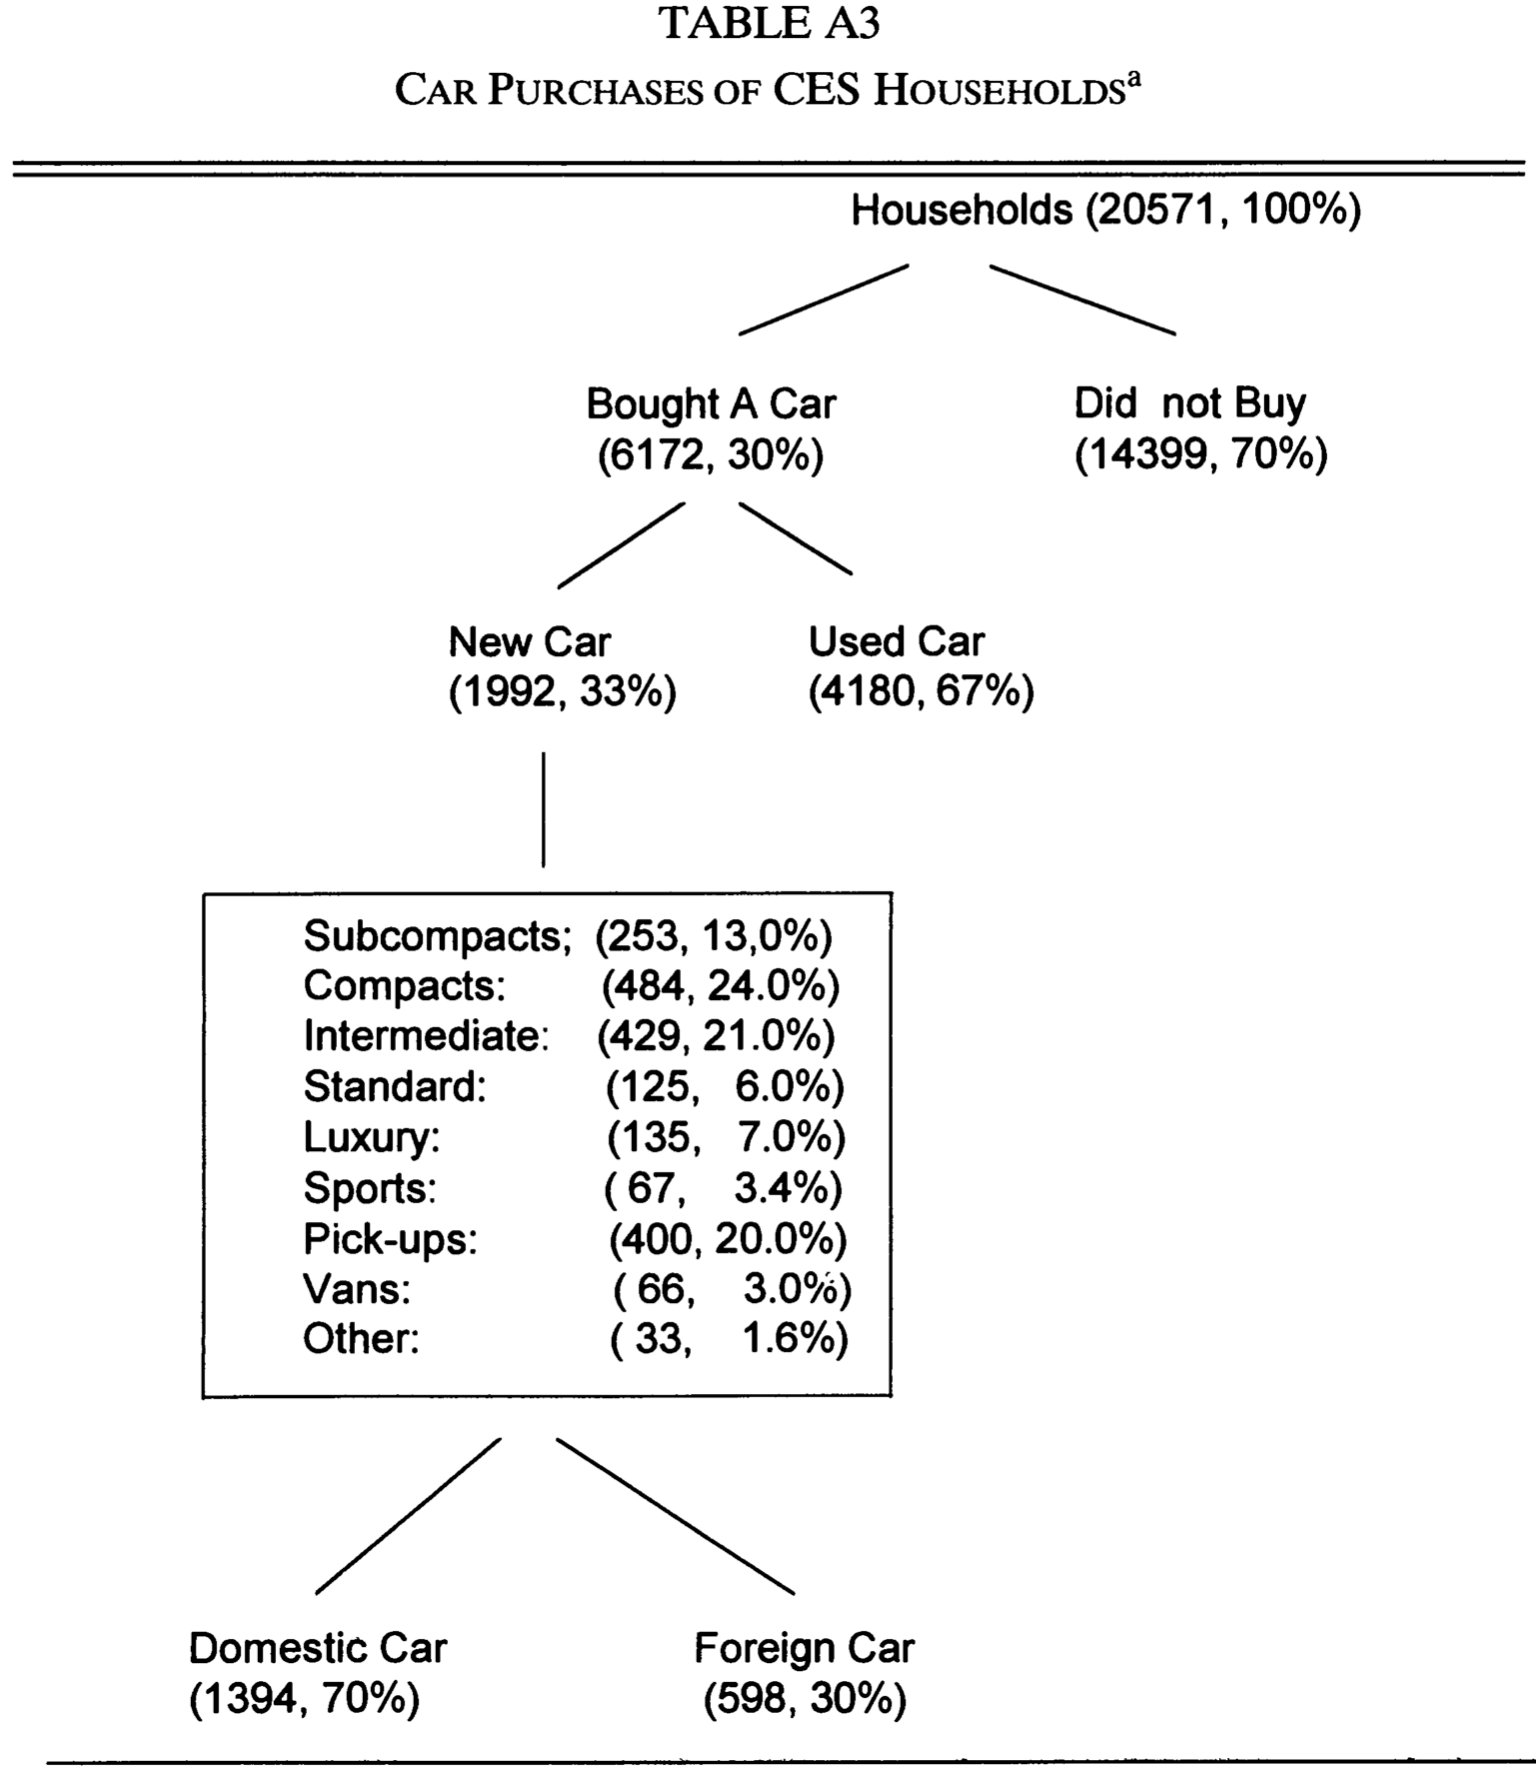 TABLE A3
CAR PURCHASES OF CES HOUSEHOLDSa
Households (20571, 100%)
Bought A Car
(6172, 30%)
Did not Buy
(14399, 70%)
New Car
(1992, 33%)
Used Car
(4180, 67%)
Subcompacts; (253, 13,0%)
Compacts: (484, 24.0%)
Intermediate: (429, 21.0%)
Standard: (125, 6.0%)
Luxury: (135, 7.0%)
Sports: ( 67, 3.4%)
Pick-ups: (400, 20.0%)
Vans: ( 66, 3.0%)
Other: ( 33, 1.6%)
Domestic Car
(1394, 70%)
Foreign Car
(598, 30%)